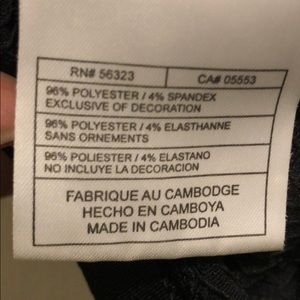 RN# 56323 CA# 05553
96% POLYESTER / 4% SPANDEX
EXCLUSIVE OF DECORATION
96% POLYESTER / 4% ELASTHANNE
SANS ORNEMENTS
96% POLIESTER / 4% ELASTANO
NO INCLUYE LA DECORACION
FABRIQUE AU CAMBODGE
HECHO EN CAMBOYA
MADE IN CAMBODIA